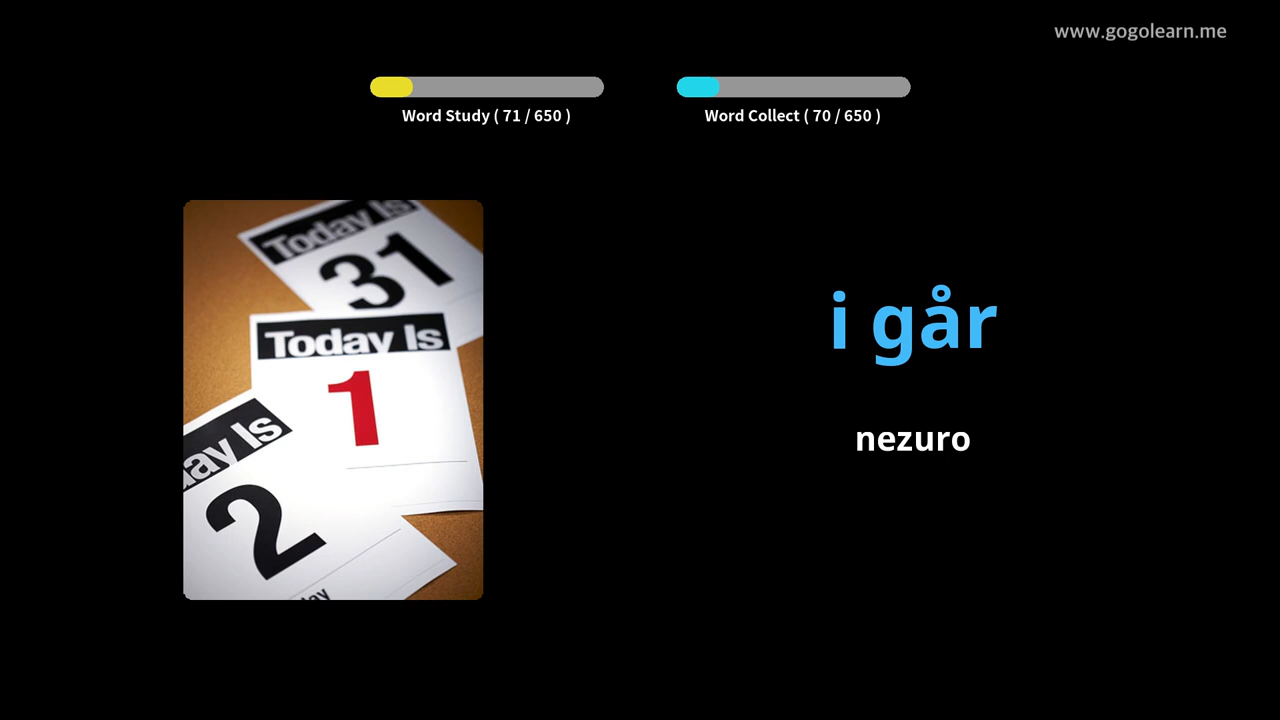 www.gogolearn.me
Word Study ( 71 / 650 )
Word Collect ( 70 / 650 )
Today Is
31
Today Is
1
ay Is
2
i går
nezuro